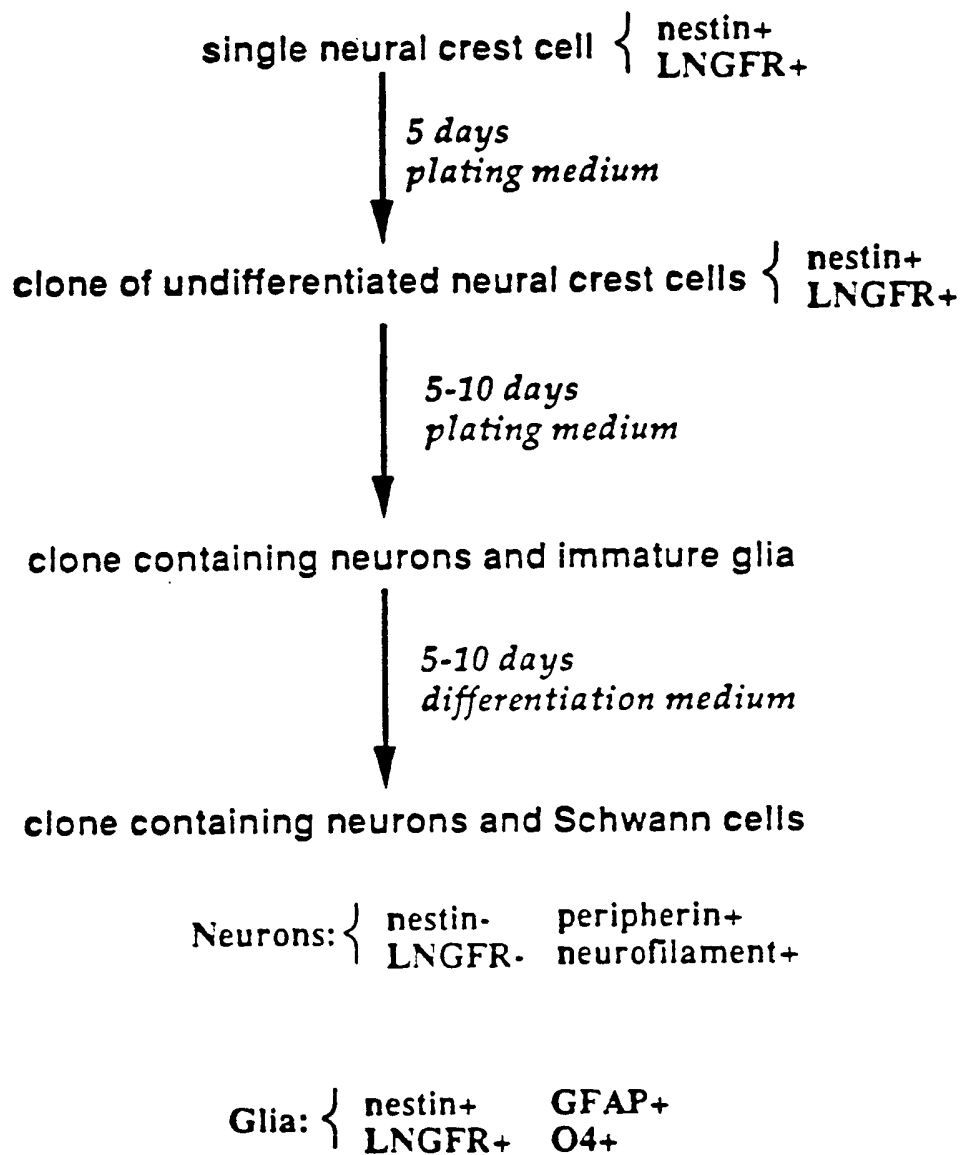 single neural crest cell { nestin+
LNGFR+
5 days
plating medium
clone of undifferentiated neural crest cells { nestin+
LNGFR+
5-10 days
plating medium
clone containing neurons and immature glia
5-10 days
differentiation medium
clone containing neurons and Schwann cells
Neurons: { nestin- peripherin+
LNGFR- neurofilament+
Glia: { nestin+ GFAP+
LNGFR+ O4+